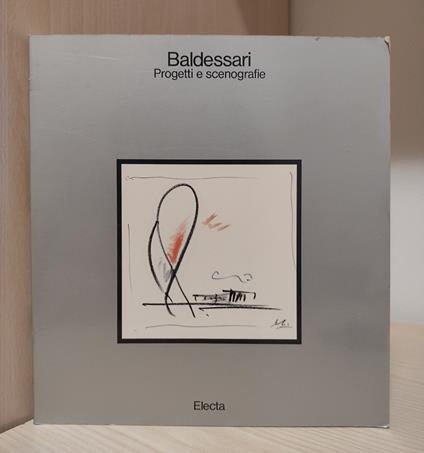 Baldessari
Progetti e scenografie
Electa